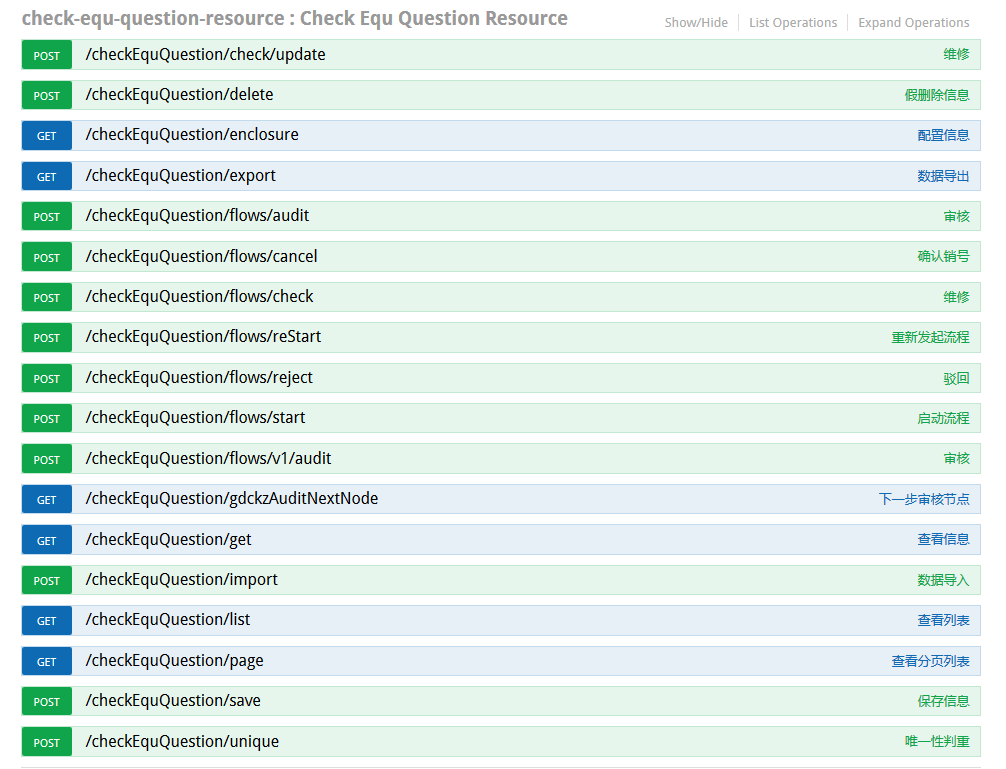 check-equ-question-resource : Check Equ Question Resource Show/Hide List Operations Expand Operations
POST /checkEquQuestion/check/update 维修
POST /checkEquQuestion/delete 假删除信息
GET /checkEquQuestion/enclosure 配置信息
GET /checkEquQuestion/export 数据导出
POST /checkEquQuestion/flows/audit 审核
POST /checkEquQuestion/flows/cancel 确认销号
POST /checkEquQuestion/flows/check 维修
POST /checkEquQuestion/flows/reStart 重新发起流程
POST /checkEquQuestion/flows/reject 驳回
POST /checkEquQuestion/flows/start 启动流程
POST /checkEquQuestion/flows/v1/audit 审核
GET /checkEquQuestion/gdckzAuditNextNode 下一步审核节点
GET /checkEquQuestion/get 查看信息
POST /checkEquQuestion/import 数据导入
GET /checkEquQuestion/list 查看列表
GET /checkEquQuestion/page 查看分页列表
POST /checkEquQuestion/save 保存信息
POST /checkEquQuestion/unique 唯一性判重